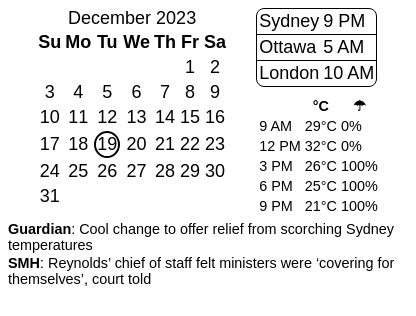 December 2023
Su Mo Tu We Th Fr Sa
1 2
3 4 5 6 7 8 9
10 11 12 13 14 15 16
17 18 19 20 21 22 23
24 25 26 27 28 29 30
31
Sydney 9 PM
Ottawa 5 AM
London 10 AM
°C ☂
9 AM 29°C 0%
12 PM 32°C 0%
3 PM 26°C 100%
6 PM 25°C 100%
9 PM 21°C 100%
Guardian: Cool change to offer relief from scorching Sydney
temperatures
SMH: Reynolds’ chief of staff felt ministers were ‘covering for
themselves’, court told